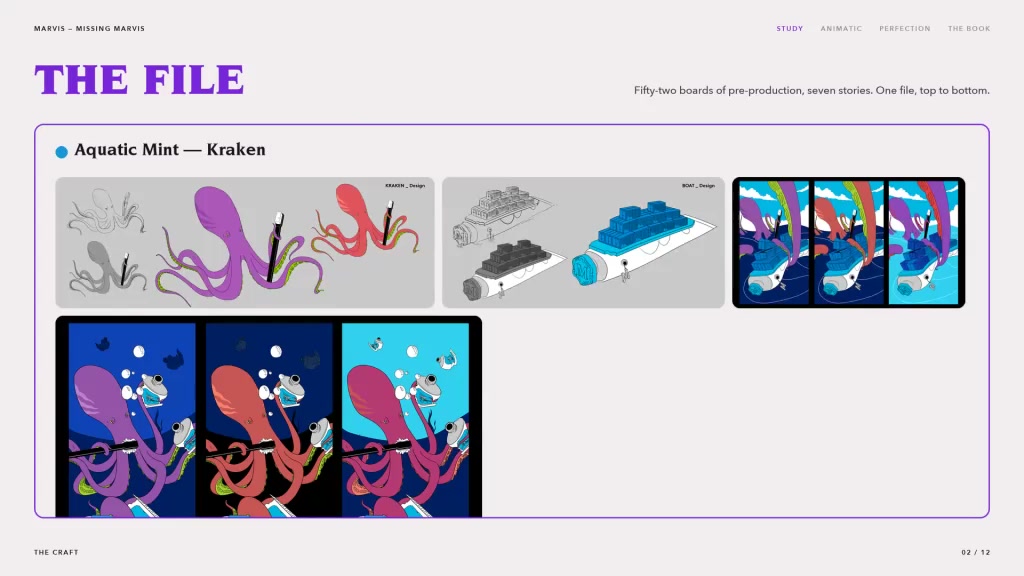 MARVIS – MISSING MARVIS
STUDY ANIMATIC PERFECTION THE BOOK
THE FILE
Fifty-two boards of pre-production, seven stories. One file, top to bottom.
Aquatic Mint — Kraken
KRAKEN _ Design
BOAT _ Design
THE CRAFT
02 / 12